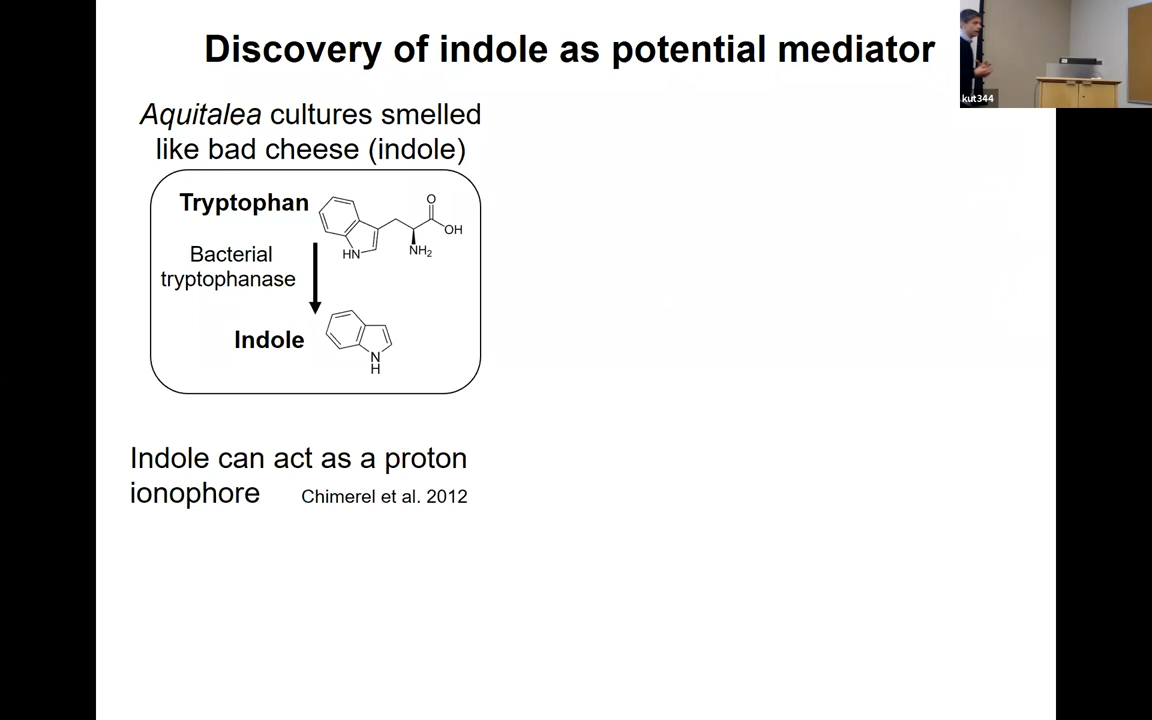 Discovery of indole as potential mediator
Aquitalea cultures smelled
like bad cheese (indole)
Tryptophan
O
OH
NH2
HN
Bacterial
tryptophanase
Indole
N
H
Indole can act as a proton
ionophore Chimerel et al. 2012
kut344